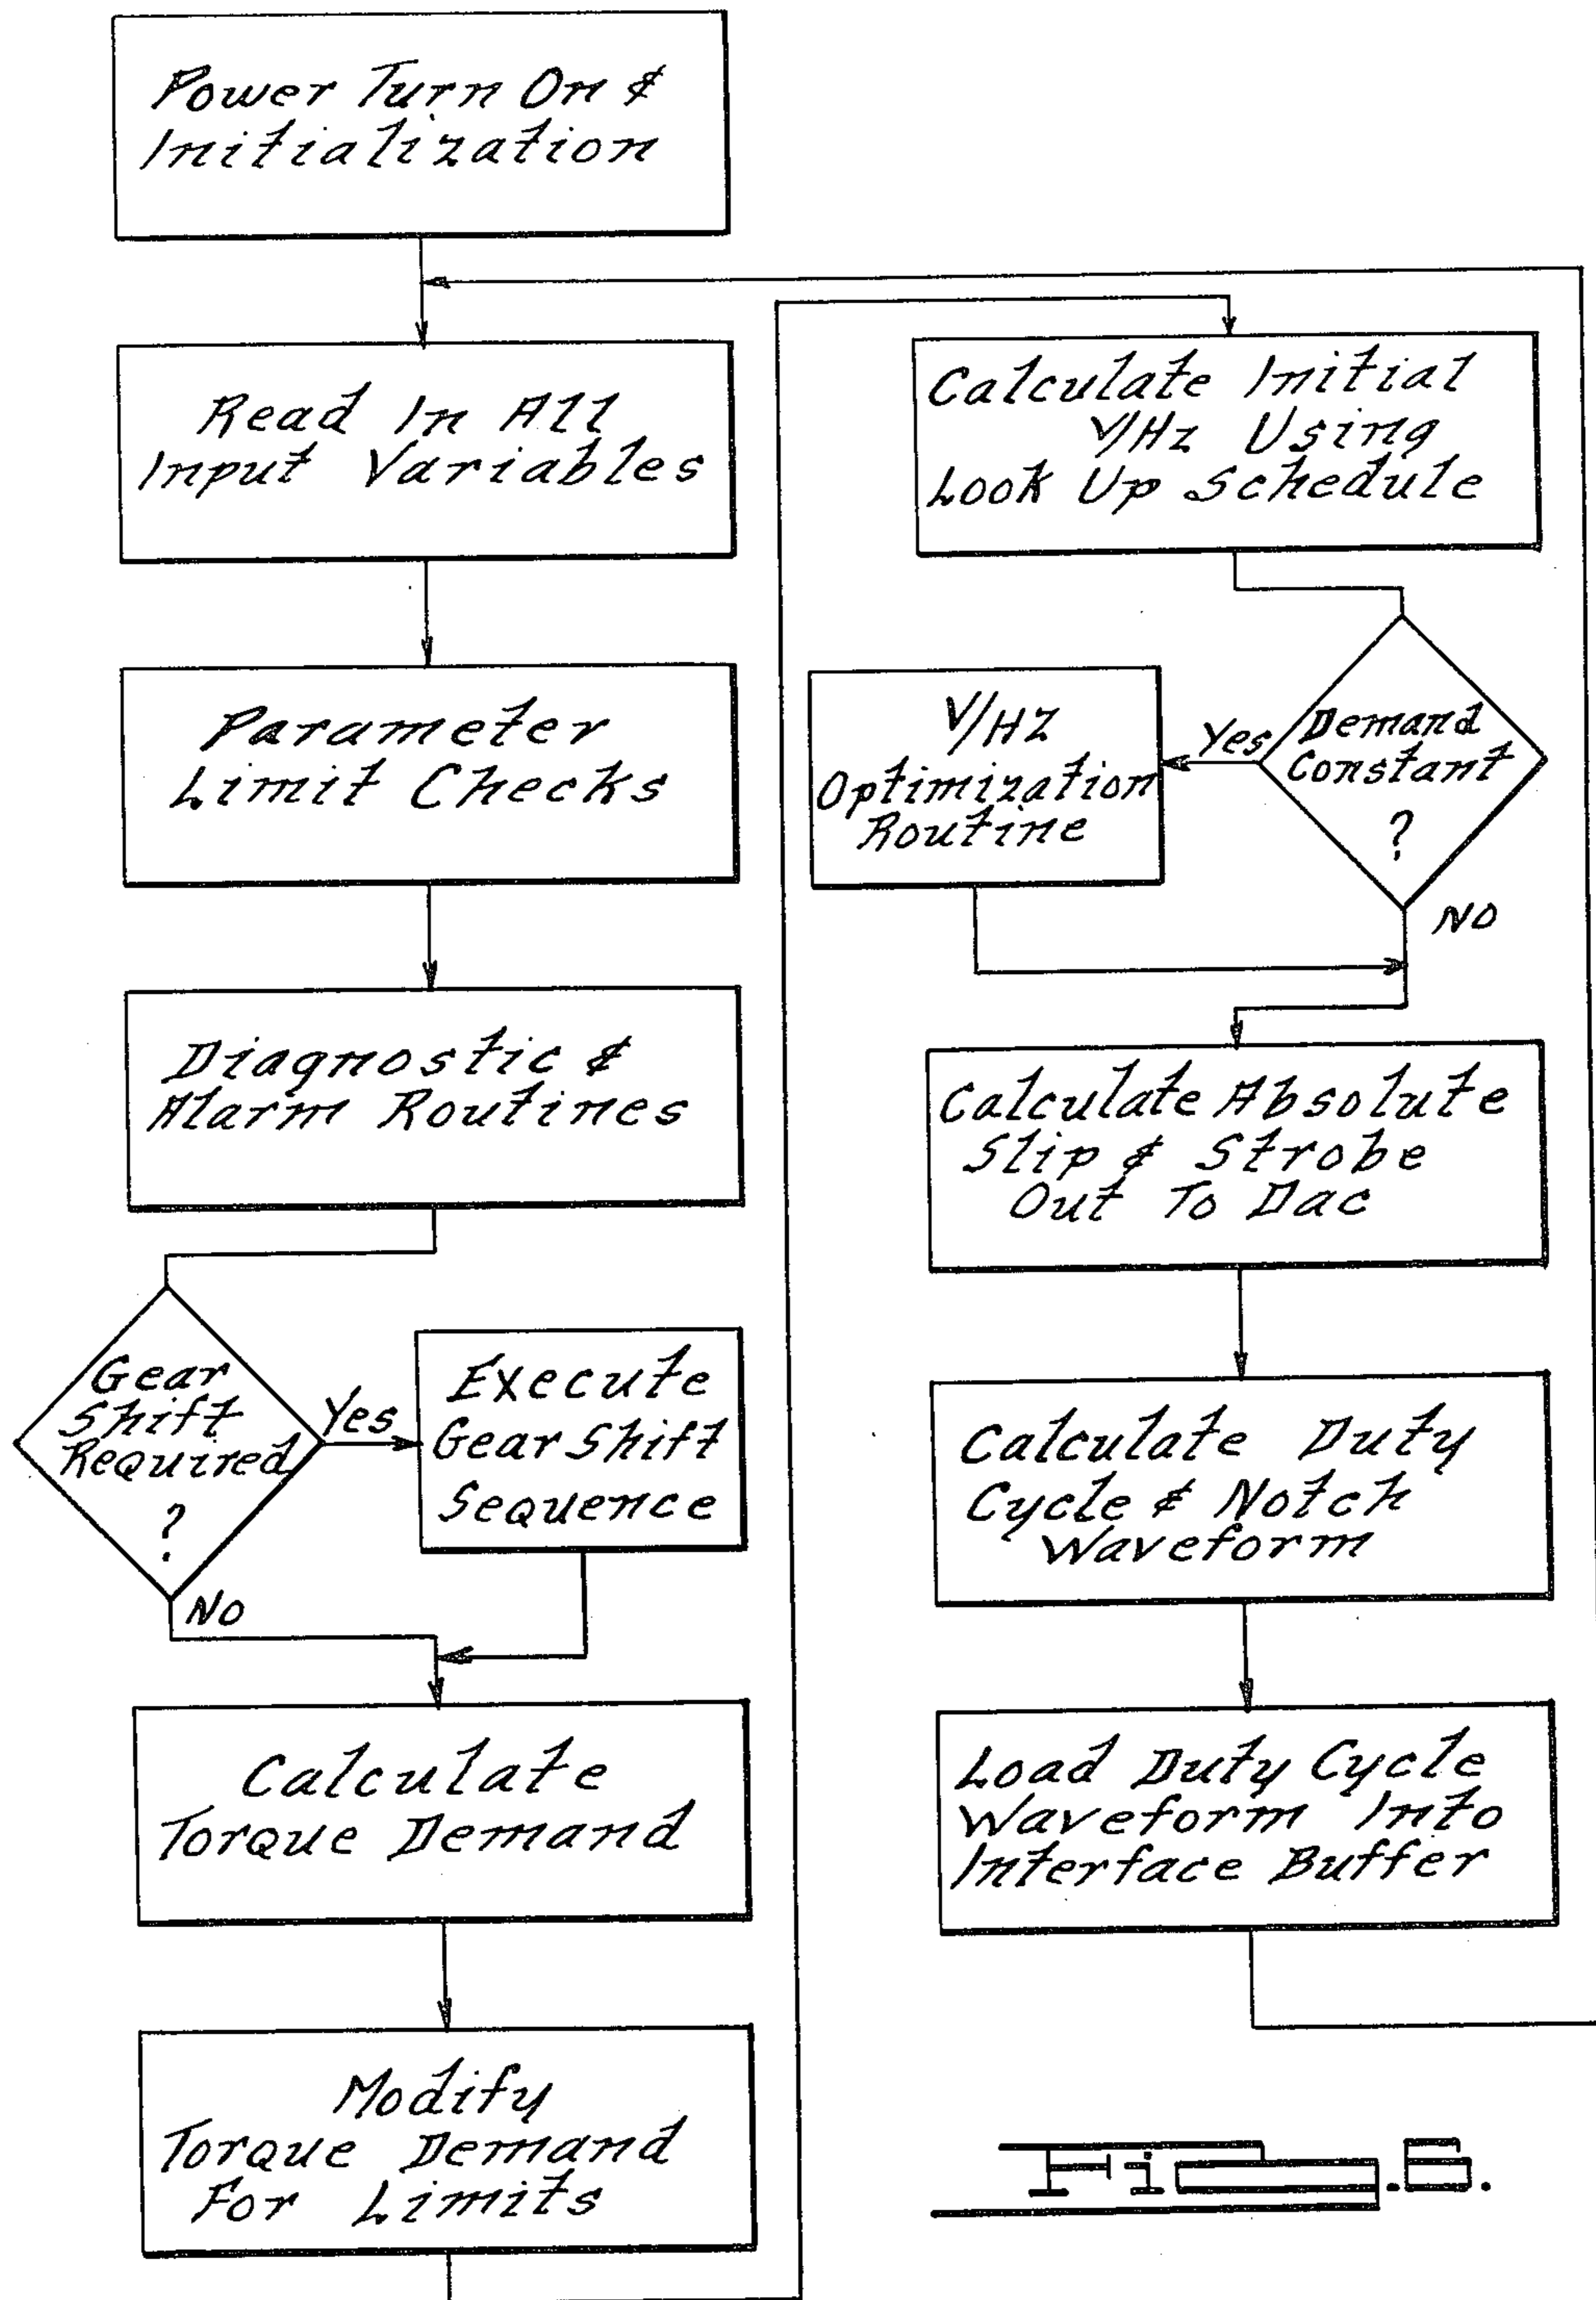 Power Turn On &
Initialization
Read In All
Input Variables
Parameter
Limit Checks
Diagnostic &
Alarm Routines
Gear
Shift
Required
?
Yes
Execute
Gear Shift
Sequence
No
Calculate
Torque Demand
Modify
Torque Demand
For Limits
Calculate Initial
V/Hz Using
Look Up Schedule
Demand
Constant
?
Yes
V/HZ
Optimization
Routine
NO
Calculate Absolute
Slip & Strobe
Out To Dac
Calculate Duty
Cycle & Notch
Waveform
Load Duty Cycle
Waveform Into
Interface Buffer